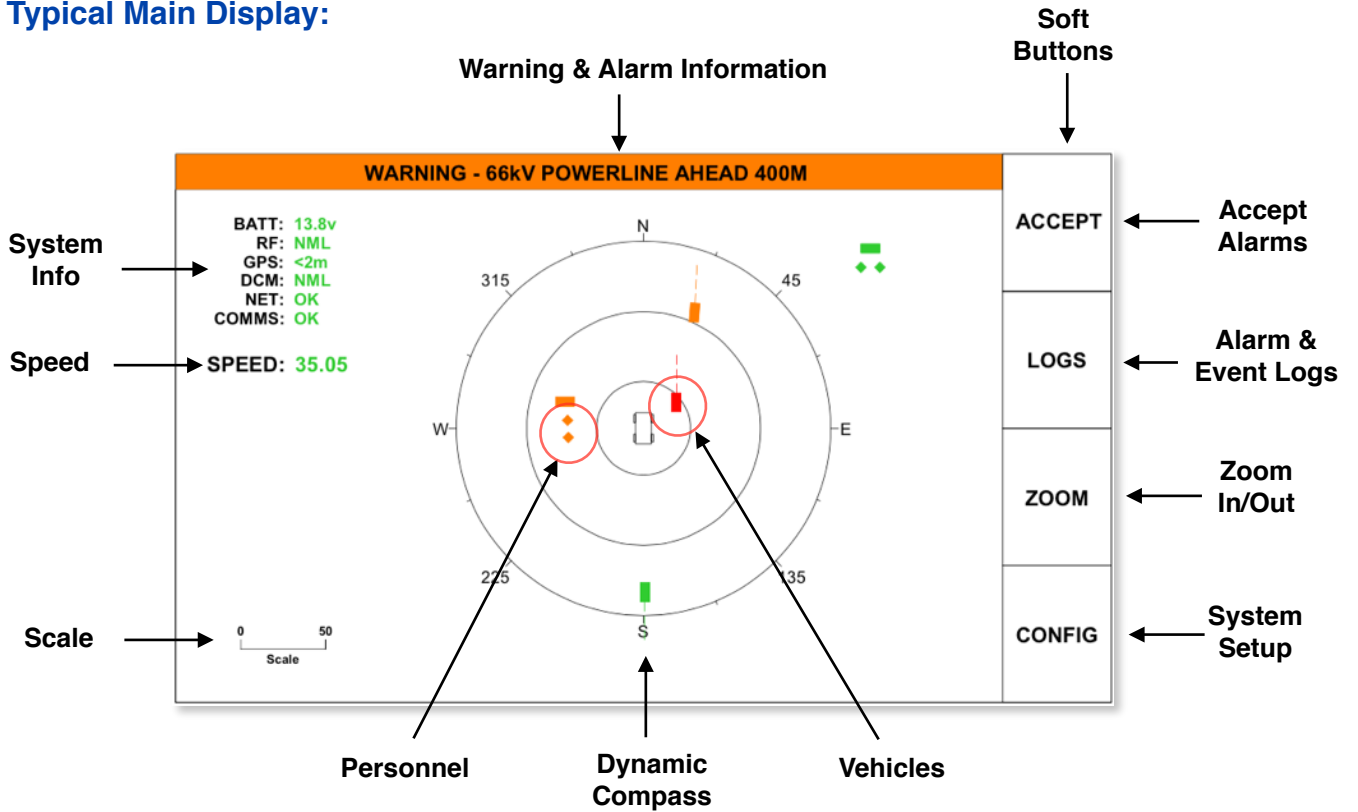 Typical Main Display:
Soft
Buttons
Warning & Alarm Information
WARNING - 66kV POWERLINE AHEAD 400M
ACCEPT
Accept
Alarms
System
Info
BATT: 13.8v
RF: NML
GPS: <2m
DCM: NML
NET: OK
COMMS: OK
N
315
45
Speed
SPEED: 35.05
LOGS
Alarm &
Event Logs
W
E
ZOOM
Zoom
In/Out
225
135
Scale
0 50
Scale
S
CONFIG
System
Setup
Personnel
Dynamic
Compass
Vehicles